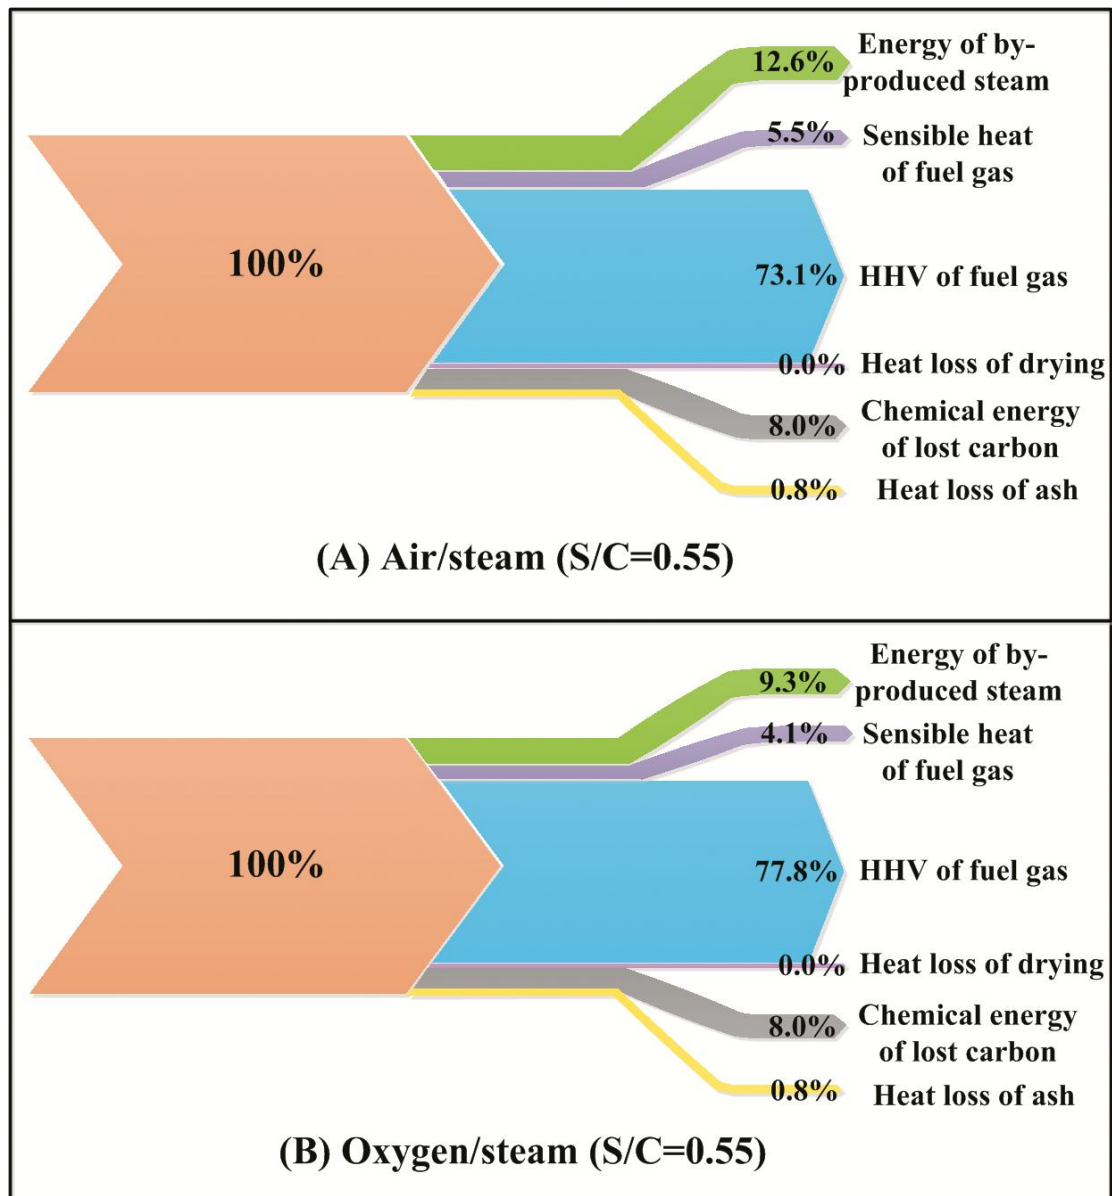 12.6%
Energy of by-
produced steam
5.5%
Sensible heat
of fuel gas
100%
73.1%
HHV of fuel gas
0.0%
Heat loss of drying
8.0%
Chemical energy
of lost carbon
0.8%
Heat loss of ash
(A) Air/steam (S/C=0.55)
9.3%
Energy of by-
produced steam
4.1%
Sensible heat
of fuel gas
100%
77.8%
HHV of fuel gas
0.0%
Heat loss of drying
8.0%
Chemical energy
of lost carbon
0.8%
Heat loss of ash
(B) Oxygen/steam (S/C=0.55)